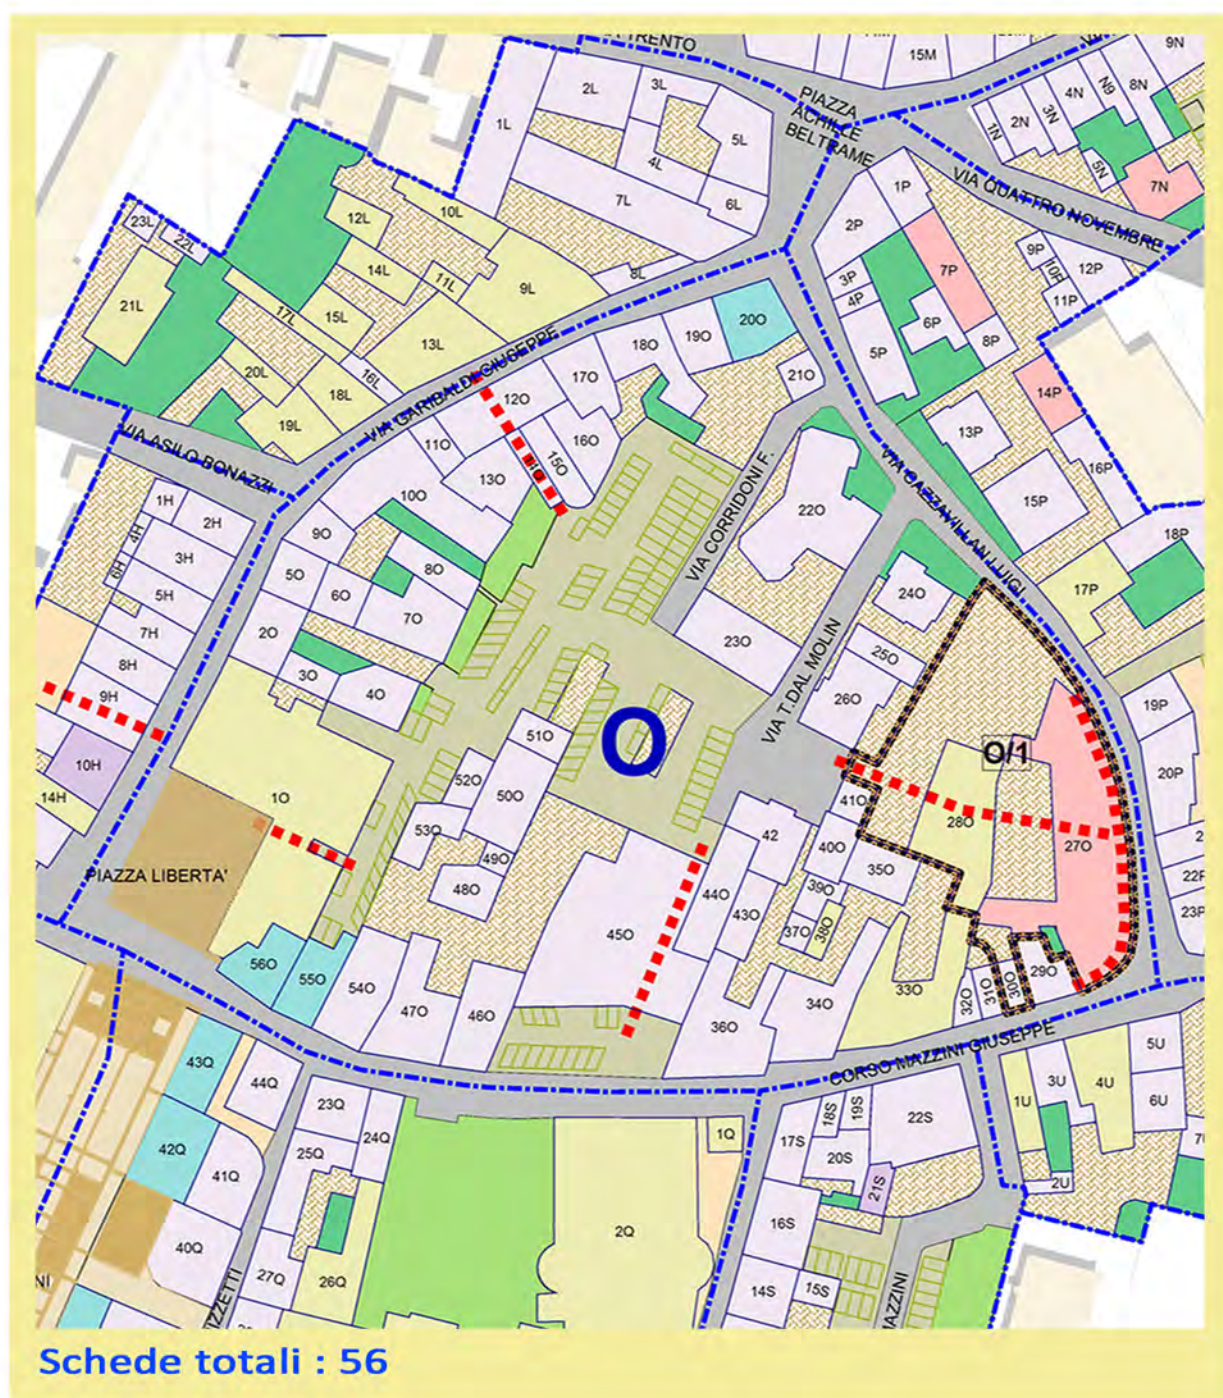 TRENTO
15M
9N
2L
3L
PIAZZA
ACHILLE
BELTRAME
4N
N9
8N
1L
5L
1N
2N
3N
4L
5N
7N
VIA QUATTRO NOVEMBRE
7L
6L
1P
23L
22L
12L
10L
2P
9P
10P
12P
14L
11L
9L
8L
3P
4P
7P
11P
21L
17L
15L
13L
20O
19O
18O
5P
6P
8P
20L
18L
16L
VIA GARIBALDI GIUSEPPE
17O
21O
12O
14P
19L
11O
16O
13P
VIA ASILO BONAZZI
13O
14O
15O
VIA CAZZAVILLAN LUIGI
16P
1H
2H
10O
VIA CORRIDONI F.
22O
15P
4H
3H
9O
18P
6H
5H
5O
6O
8O
17P
7H
2O
7O
23O
24O
8H
3O
4O
VIA T.DAL MOLIN
25O
9H
26O
19P
10H
51O
O
O/1
20P
14H
1O
52O
50O
41O
28O
27O
53O
42
40O
PIAZZA LIBERTA'
49O
44O
43O
39O
35O
22P
48O
37O
38O
23P
45O
56O
55O
54O
47O
46O
36O
34O
33O
32O
31O
30O
29O
CORSO MAZZINI GIUSEPPE
43Q
44Q
5U
23Q
24Q
1U
3U
4U
6U
42Q
25Q
1Q
17S
18S
19S
22S
41Q
20S
21S
2U
16S
40Q
2Q
27Q
26Q
14S
15S
IZZETTI
MAZZINI
Schede totali : 56